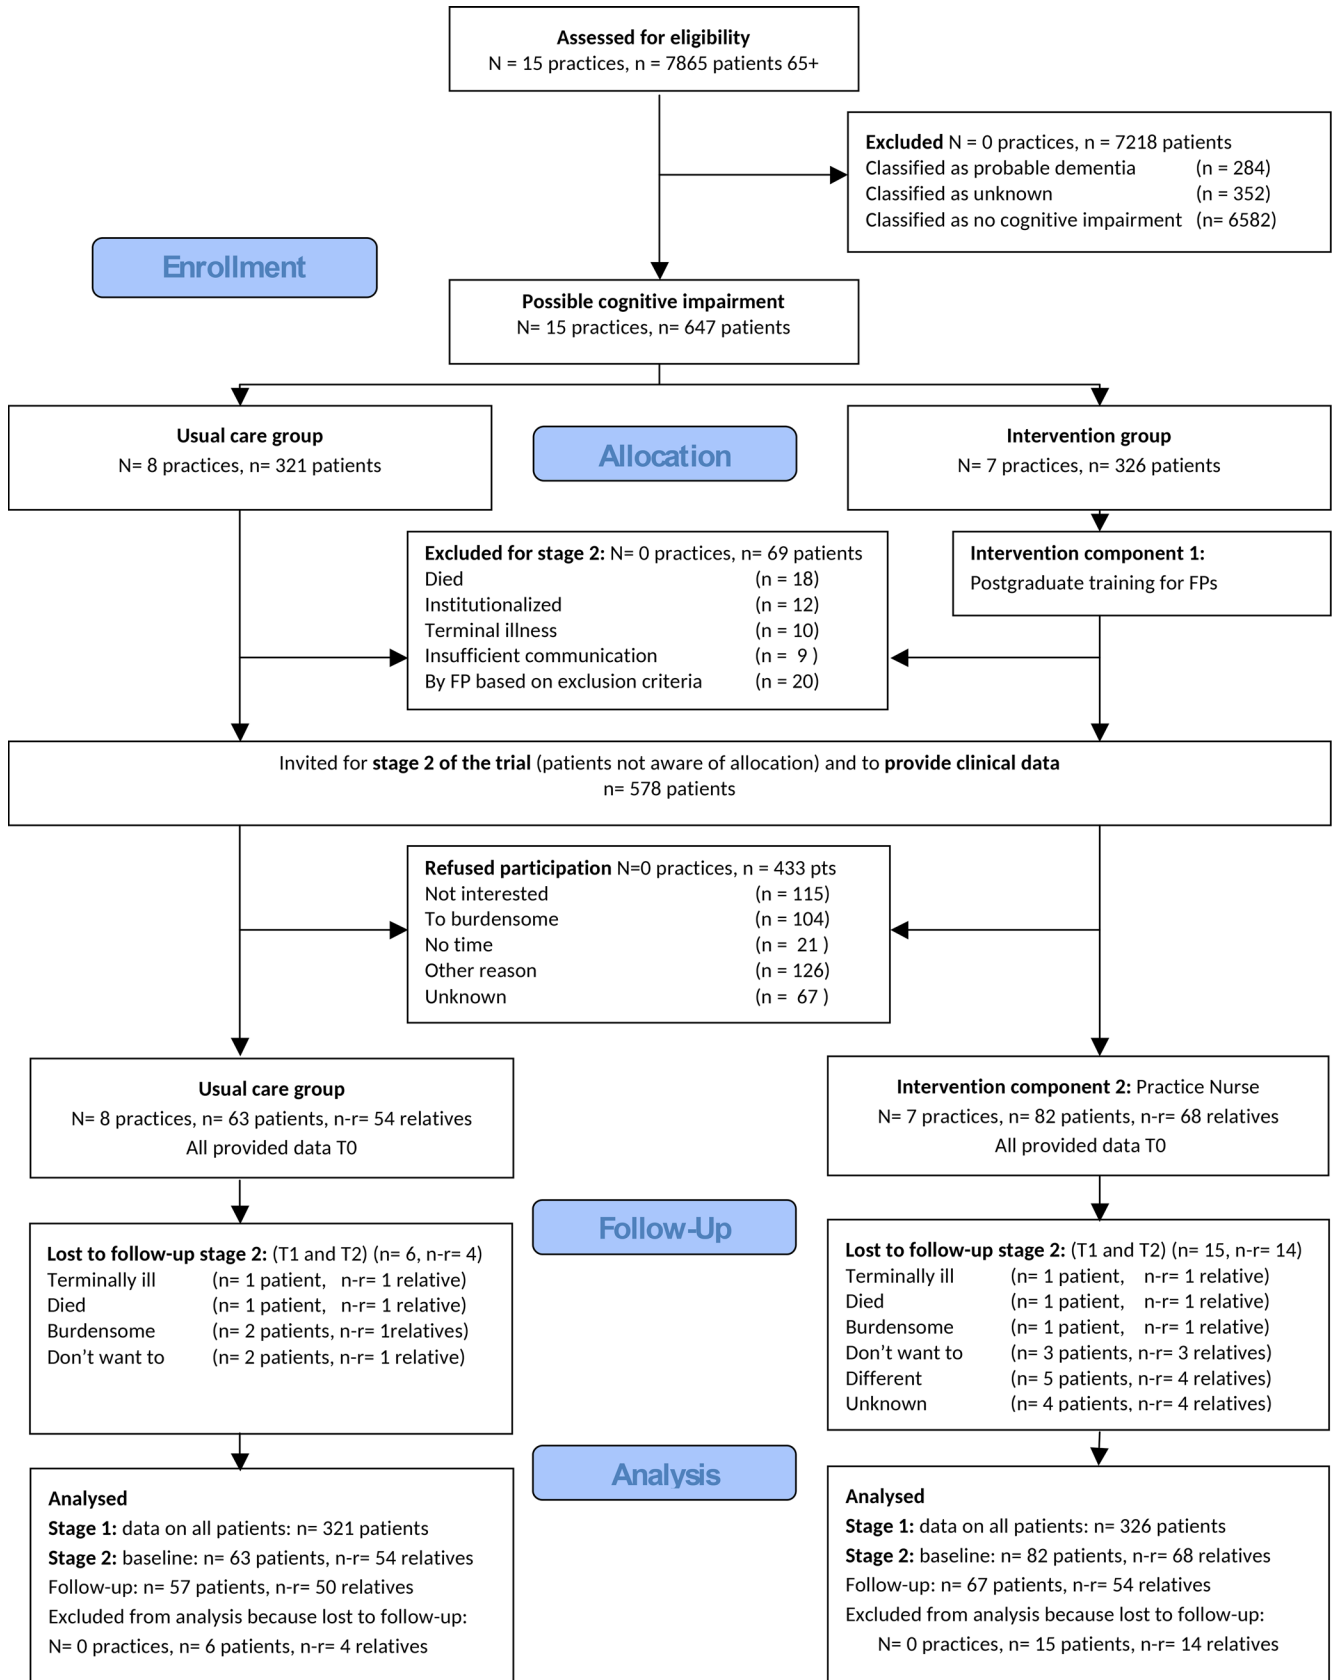 Assessed for eligibility
N = 15 practices, n = 7865 patients 65+
Excluded N = 0 practices, n = 7218 patients
Classified as probable dementia (n = 284)
Classified as unknown (n = 352)
Classified as no cognitive impairment (n= 6582)
Enrollment
Possible cognitive impairment
N= 15 practices, n= 647 patients
Usual care group
N= 8 practices, n= 321 patients
Allocation
Intervention group
N= 7 practices, n= 326 patients
Excluded for stage 2: N= 0 practices, n= 69 patients
Died (n = 18)
Institutionalized (n = 12)
Terminal illness (n = 10)
Insufficient communication (n = 9 )
By FP based on exclusion criteria (n = 20)
Intervention component 1:
Postgraduate training for FPs
Invited for stage 2 of the trial (patients not aware of allocation) and to provide clinical data
n= 578 patients
Refused participation N=0 practices, n = 433 pts
Not interested (n = 115)
To burdensome (n = 104)
No time (n = 21 )
Other reason (n = 126)
Unknown (n = 67 )
Usual care group
N= 8 practices, n= 63 patients, n-r= 54 relatives
All provided data T0
Intervention component 2: Practice Nurse
N= 7 practices, n= 82 patients, n-r= 68 relatives
All provided data T0
Follow-Up
Lost to follow-up stage 2: (T1 and T2) (n= 6, n-r= 4)
Terminally ill (n= 1 patient, n-r= 1 relative)
Died (n= 1 patient, n-r= 1 relative)
Burdensome (n= 2 patients, n-r= 1relatives)
Don't want to (n= 2 patients, n-r= 1 relative)
Lost to follow-up stage 2: (T1 and T2) (n= 15, n-r= 14)
Terminally ill (n= 1 patient, n-r= 1 relative)
Died (n= 1 patient, n-r= 1 relative)
Burdensome (n= 1 patient, n-r= 1 relative)
Don't want to (n= 3 patients, n-r= 3 relatives)
Different (n= 5 patients, n-r= 4 relatives)
Unknown (n= 4 patients, n-r= 4 relatives)
Analysis
Analysed
Stage 1: data on all patients: n= 321 patients
Stage 2: baseline: n= 63 patients, n-r= 54 relatives
Follow-up: n= 57 patients, n-r= 50 relatives
Excluded from analysis because lost to follow-up:
N= 0 practices, n= 6 patients, n-r= 4 relatives
Analysed
Stage 1: data on all patients: n= 326 patients
Stage 2: baseline: n= 82 patients, n-r= 68 relatives
Follow-up: n= 67 patients, n-r= 54 relatives
Excluded from analysis because lost to follow-up:
N= 0 practices, n= 15 patients, n-r= 14 relatives